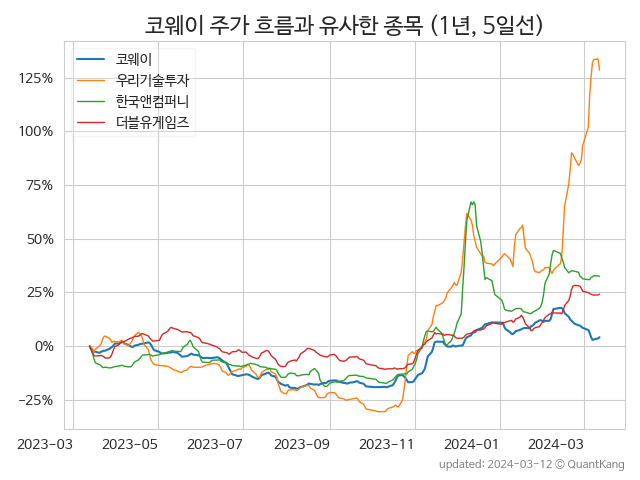 코웨이 주가 흐름과 유사한 종목 (1년, 5일선)
코웨이
우리기술투자
한국앤컴퍼니
더블유게임즈
125%
100%
75%
50%
25%
0%
−25%
2023-03 2023-05 2023-07 2023-09 2023-11 2024-01 2024-03
updated: 2024-03-12 © QuantKang